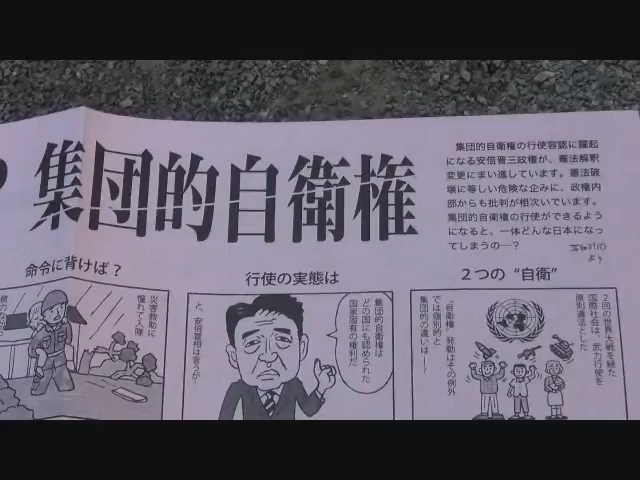 集団的自衛権
集団的自衛権の行使容認に躍起
になる安倍晋三政権が、憲法解釈
変更にまい進しています。憲法破
壊に等しい危険な企みに、政権内
部からも批判が相次いでいます。
集団的自衛権の行使ができるよう
になると、一体どんな日本になっ
てしまうの―?
命令に背けば?
災害救助に
憧れて入隊
行使の実態は
集団的自衛権は
どの国にも認められた
国家固有の権利だ
と、安倍首相は言うが…
2つの“自衛”
2回の世界大戦を経た
国際社会は、武力行使を
原則違法とした
“自衛権”発動はその例外
では個別的と
集団的の違いは…!